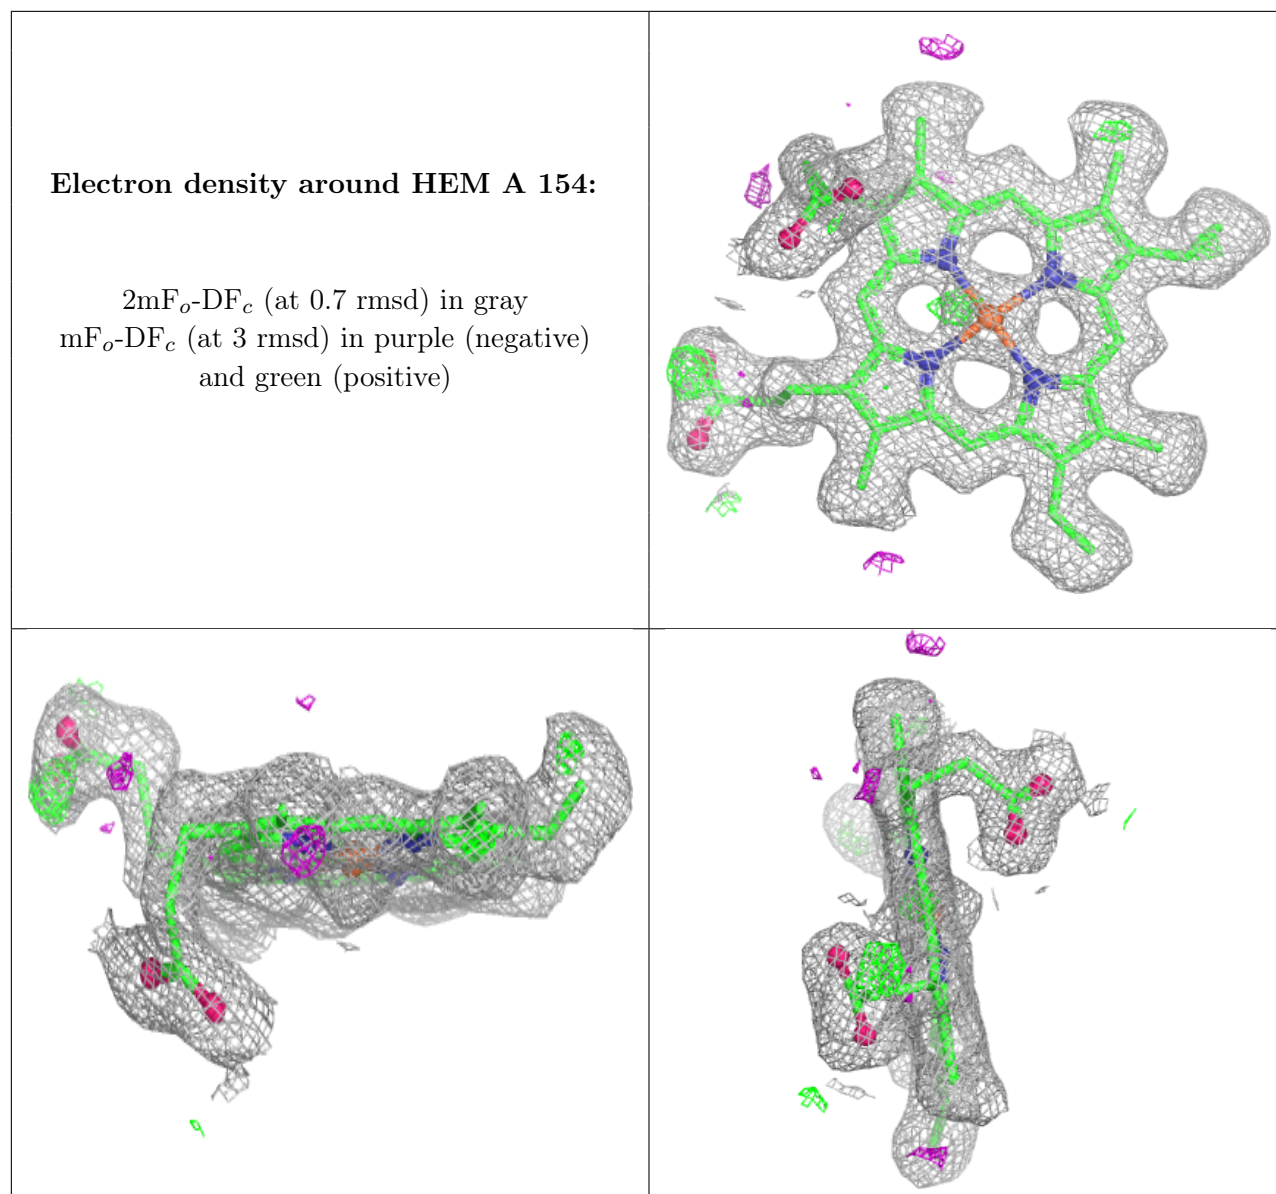 Electron density around HEM A 154:
2mFₒ-DF𝒸 (at 0.7 rmsd) in gray
mFₒ-DF𝒸 (at 3 rmsd) in purple (negative)
and green (positive)